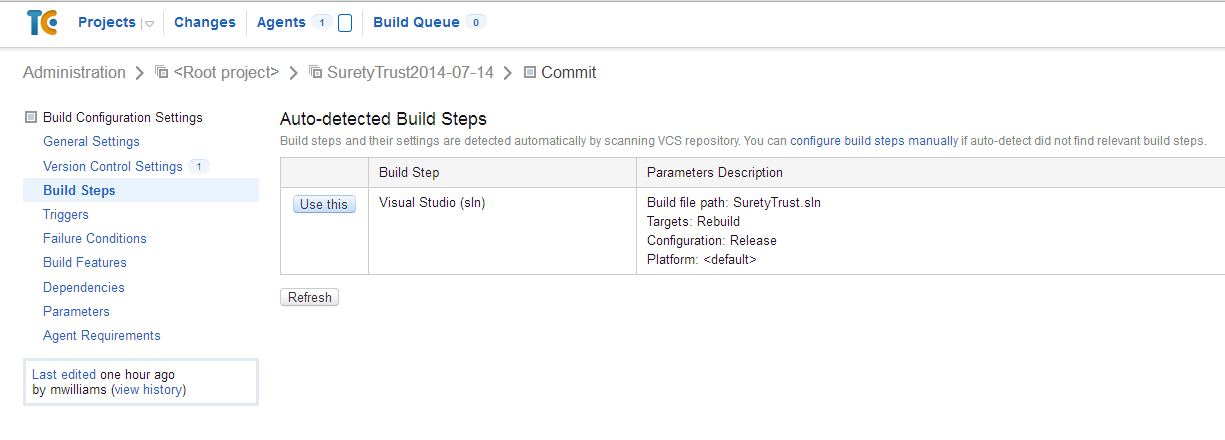 TC Projects Changes Agents 1 Build Queue 0
Administration > <Root project> > SuretyTrust2014-07-14 > Commit
Build Configuration Settings
General Settings
Version Control Settings 1
Build Steps
Triggers
Failure Conditions
Build Features
Dependencies
Parameters
Agent Requirements
Last edited one hour ago
by mwilliams (view history)
Auto-detected Build Steps
Build steps and their settings are detected automatically by scanning VCS repository. You can configure build steps manually if auto-detect did not find relevant build steps.
Build Step Parameters Description
Use this Visual Studio (sln) Build file path: SuretyTrust.sln
Targets: Rebuild
Configuration: Release
Platform: <default>
Refresh